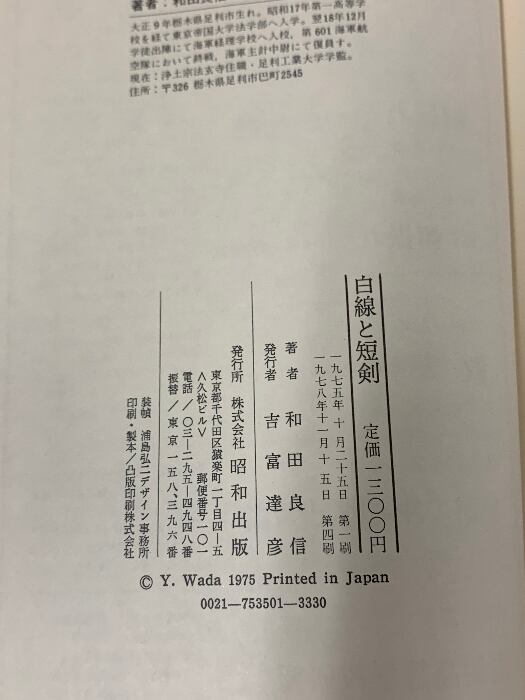 著者：和田良信
大正9年栃木県足利市生れ。昭和17年第一高等学
校を経て東京帝国大学法学部へ入学。翌18年12月
学徒出陣にて海軍経理学校へ入校，第601海軍航
空隊において終戦，海軍主計中尉にて復員す。
現在：浄土宗法玄寺住職・足利工業大学学監。
住所：〒326 栃木県足利市巴町2545
白線と短剣 定価一三〇〇円
一九七五年 十月二十五日 第一刷
一九七八年十一月十五日 第四刷
著者 和田良信
発行者 吉富達彦
発行所 株式会社 昭和出版
東京都千代田区猿楽町一丁目四―五
〈久松ビル〉 郵便番号一〇一
電話／〇三―二九五―四九四八番
振替／東京一五八、三九六番
装幀 浦島弘三デザイン事務所
印刷・製本／凸版印刷株式会社
© Y. Wada 1975 Printed in Japan
0021―753501―3330